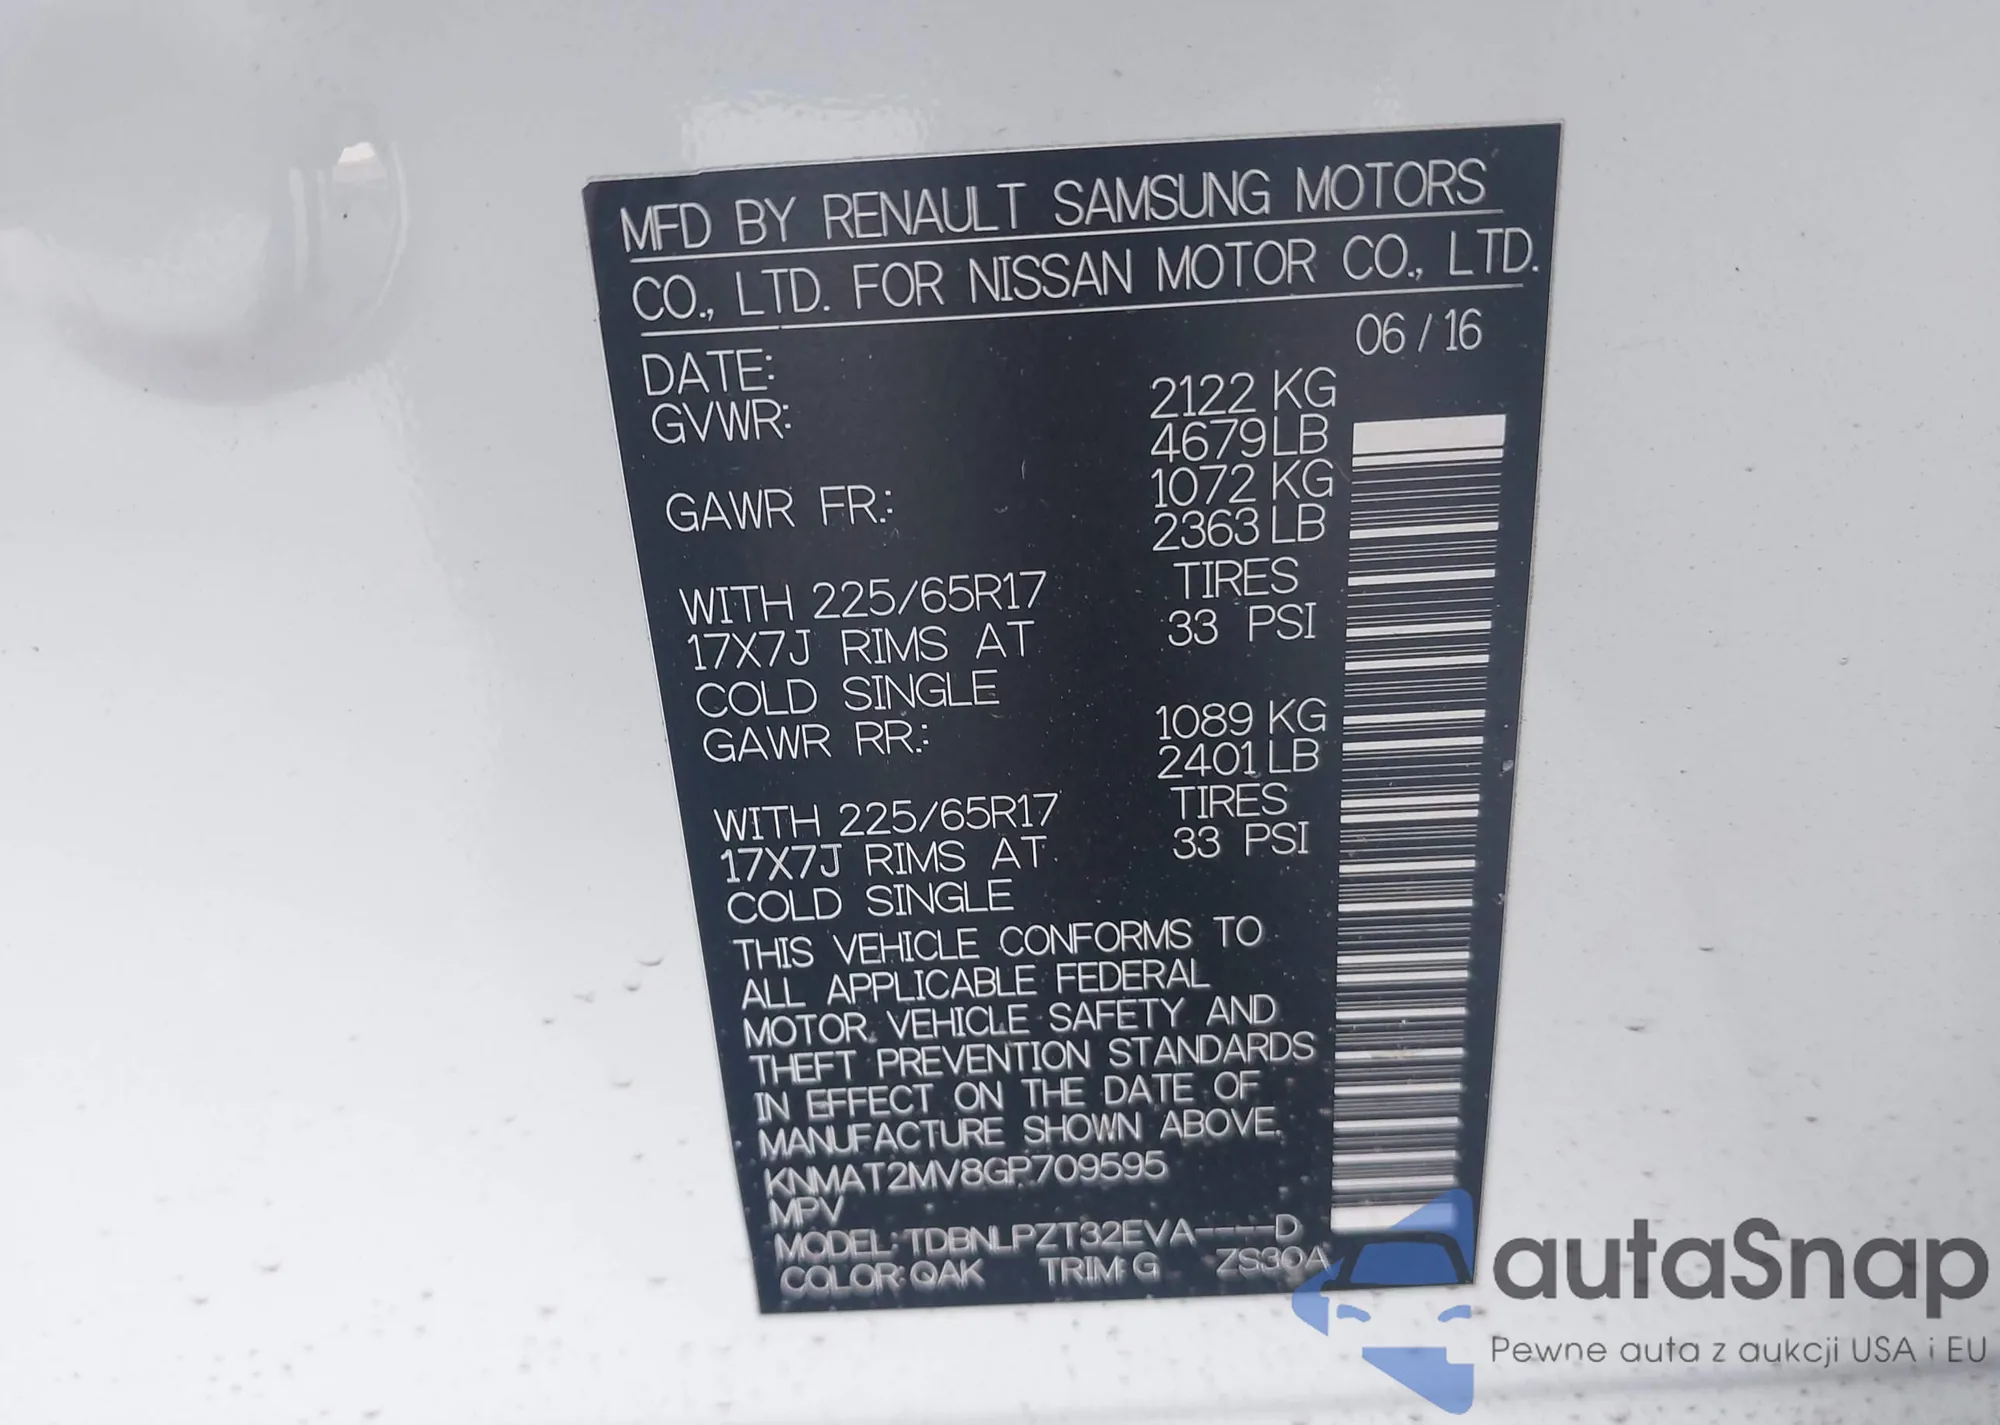 MFD BY RENAULT SAMSUNG MOTORS
CO., LTD. FOR NISSAN MOTOR CO., LTD.
DATE: 06 / 16
GVWR: 2122 KG
4679 LB
GAWR FR.: 1072 KG
2363 LB
WITH 225/65R17 TIRES
17X7J RIMS AT 33 PSI
COLD SINGLE
GAWR RR.: 1089 KG
2401 LB
WITH 225/65R17 TIRES
17X7J RIMS AT 33 PSI
COLD SINGLE
THIS VEHICLE CONFORMS TO
ALL APPLICABLE FEDERAL
MOTOR VEHICLE SAFETY AND
THEFT PREVENTION STANDARDS
IN EFFECT ON THE DATE OF
MANUFACTURE SHOWN ABOVE.
KNMAT2MV8GP709595
MPV
MODEL: TDBNLPZT32EVA----D
COLOR: QAK TRIM: G ZS30A
autaSnap
Pewne auta z aukcji USA i EU